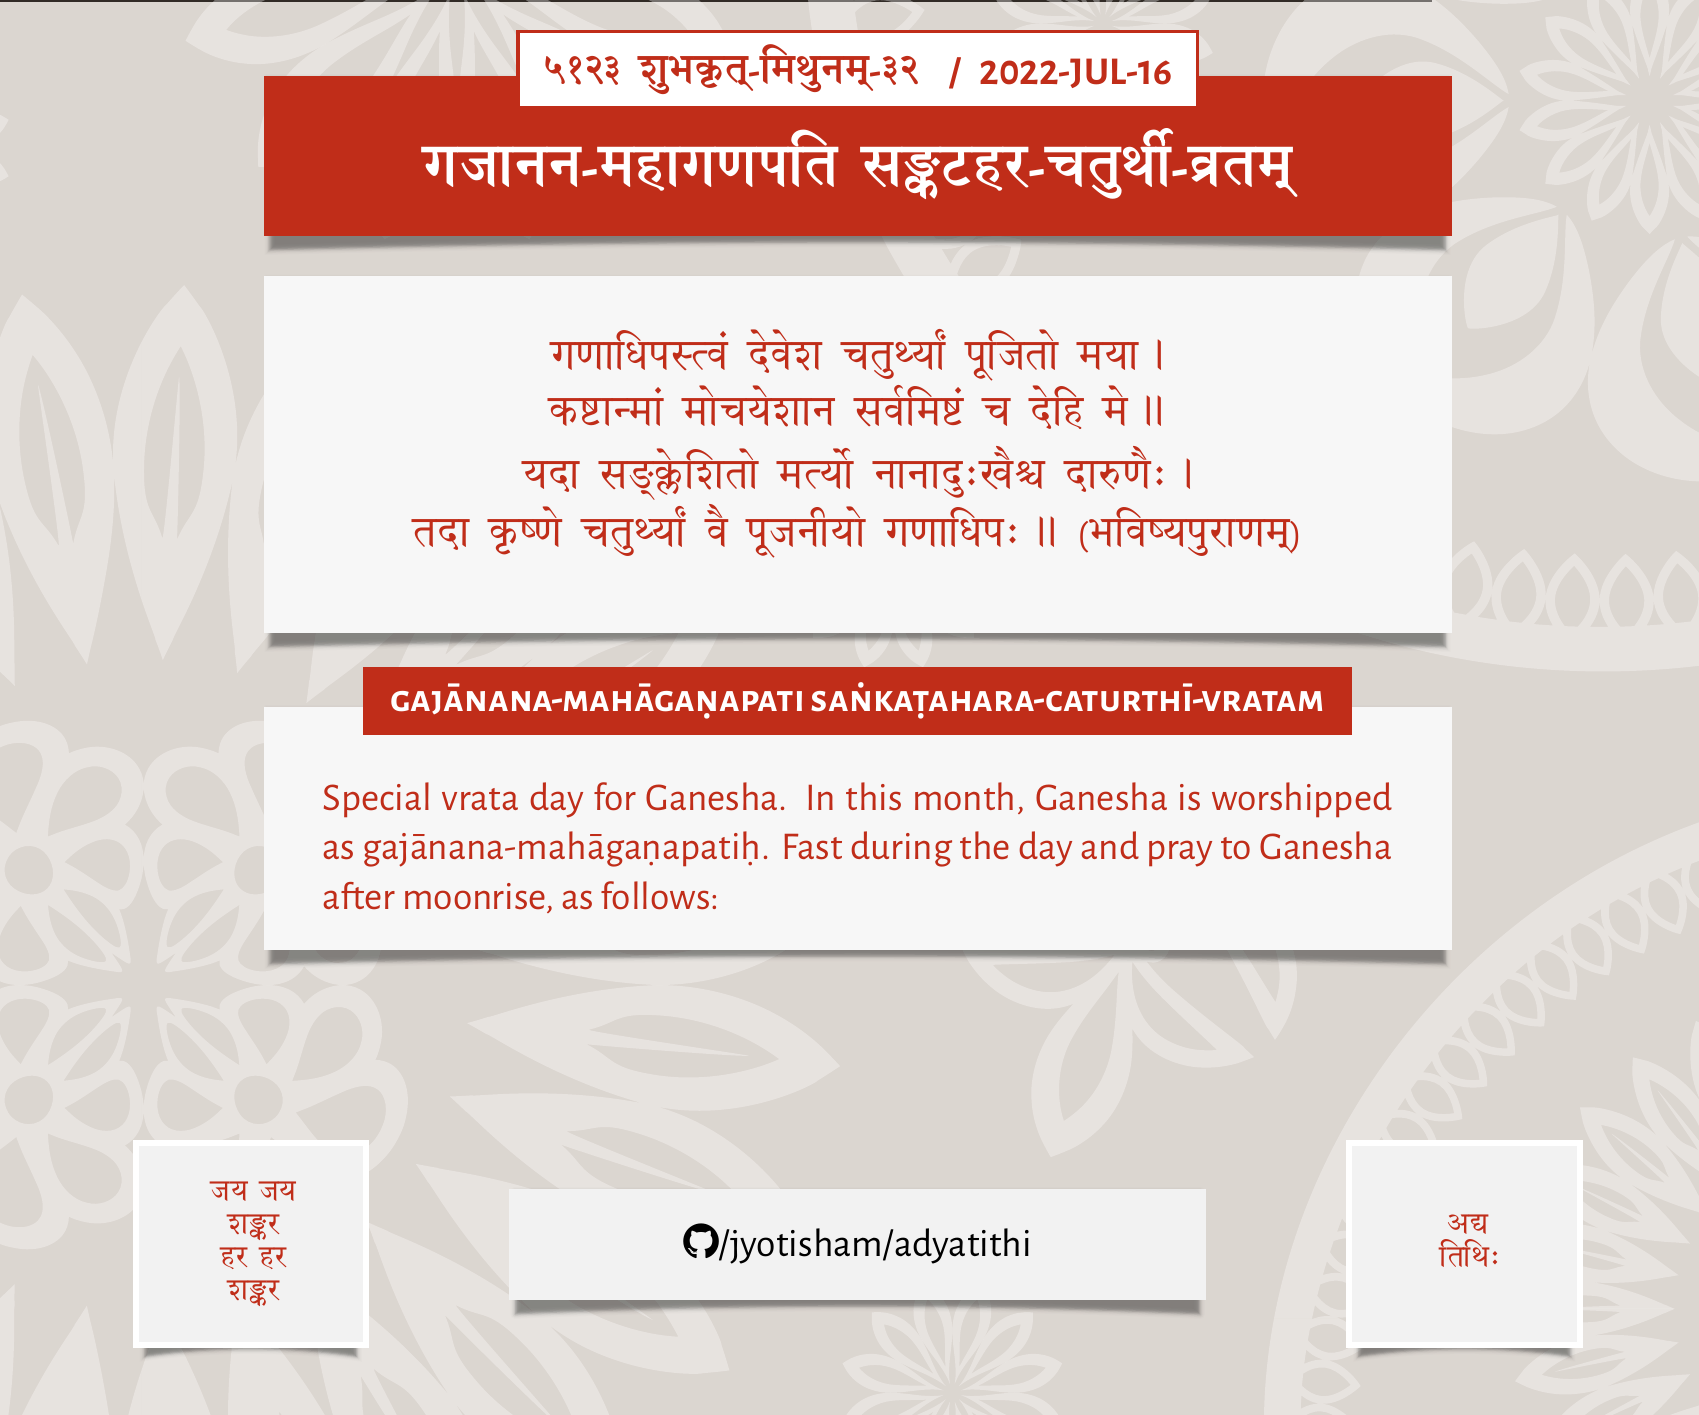 ५१२३ शुभकृत्-मिथुनम्-३२ / 2022-JUL-16
गजानन-महागणपति सङ्कटहर-चतुर्थी-व्रतम्
गणाधिपस्त्वं देवेश चतुर्थ्यां पूजितो मया ।
कष्टान्मां मोचयेशान सर्वमिष्टं च देहि मे ॥
यदा सङ्क्लेशितो मर्त्यो नानादुःखैश्च दारुणैः ।
तदा कृष्णे चतुर्थ्यां वै पूजनीयो गणाधिपः ॥ (भविष्यपुराणम्)
GAJĀNANA-MAHĀGAṆAPATI SAṄKAṬAHARA-CATURTHĪ-VRATAM
Special vrata day for Ganesha. In this month, Ganesha is worshipped
as gajānana-mahāgaṇapatiḥ. Fast during the day and pray to Ganesha
after moonrise, as follows:
जय जय
शङ्कर
हर हर
शङ्कर
/jyotisham/adyatithi
अद्य
तिथिः